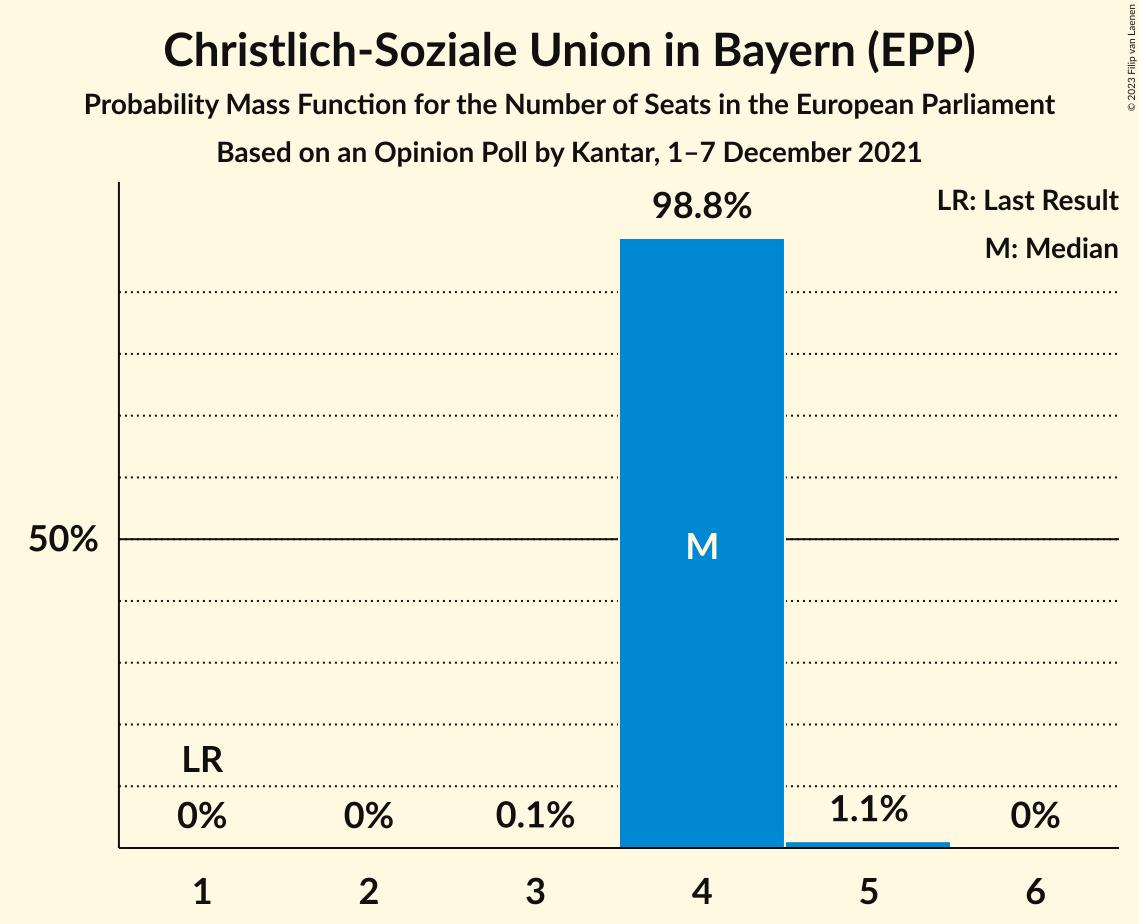 Christlich-Soziale Union in Bayern (EPP)
Probability Mass Function for the Number of Seats in the European Parliament
Based on an Opinion Poll by Kantar, 1–7 December 2021
© 2023 Filip van Laenen
LR: Last Result
M: Median
98.8%
50%
M
LR
0%
0%
0.1%
1.1%
0%
1
2
3
4
5
6